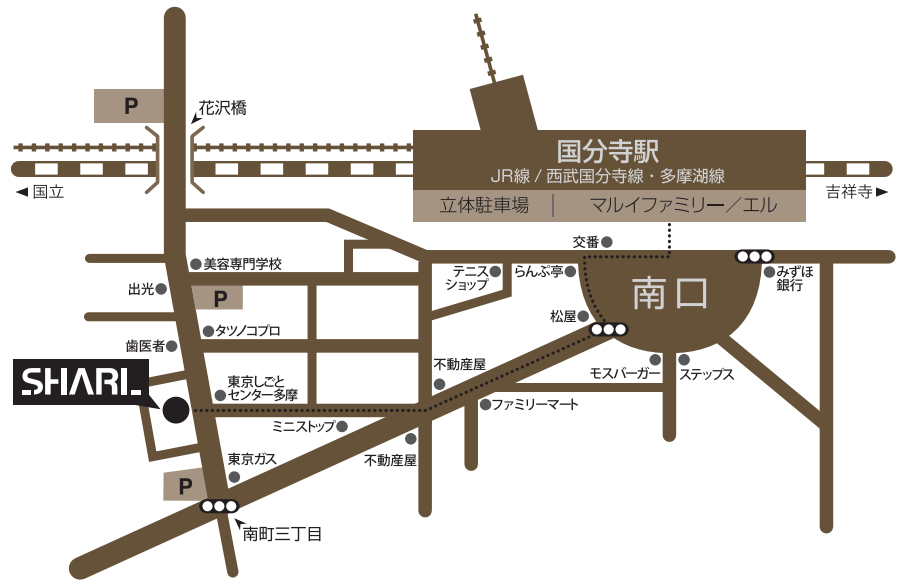 P
花沢橋
国分寺駅
JR線 / 西武国分寺線・多摩湖線
国立
吉祥寺
立体駐車場
マルイファミリー／エル
交番
美容専門学校
テニス
ショップ
らんぶ亭
みずほ
銀行
出光
P
南口
タツノコプロ
松屋
歯医者
不動産屋
モスバーガー
ステップス
SHARI_
東京しごと
センター多摩
ファミリーマート
ミニストップ
東京ガス
不動産屋
P
南町三丁目